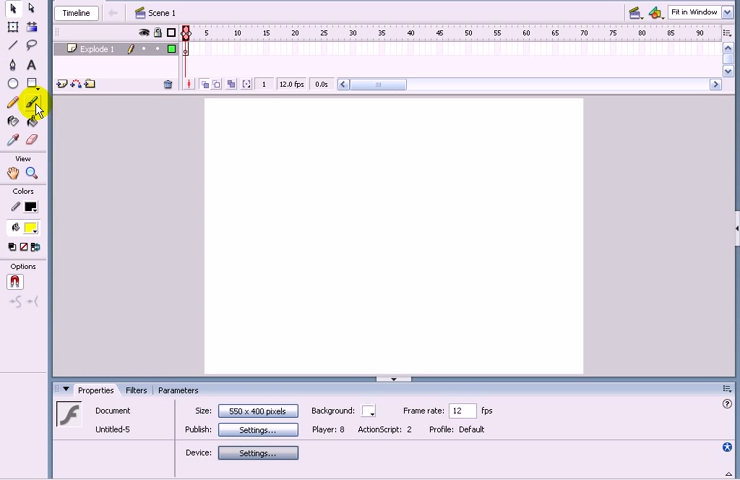 Timeline Scene 1 Fit in Window
5 10 15 20 25 30 35 40 45 50 55 60 65 70 75 80 85 90
Explode 1
1 12.0 fps 0.0s
A
View
Colors
Options
Properties Filters Parameters
Document Size: 550 x 400 pixels Background: Frame rate: 12 fps
Untitled-5 Publish: Settings... Player: 8 ActionScript: 2 Profile: Default
Device: Settings...